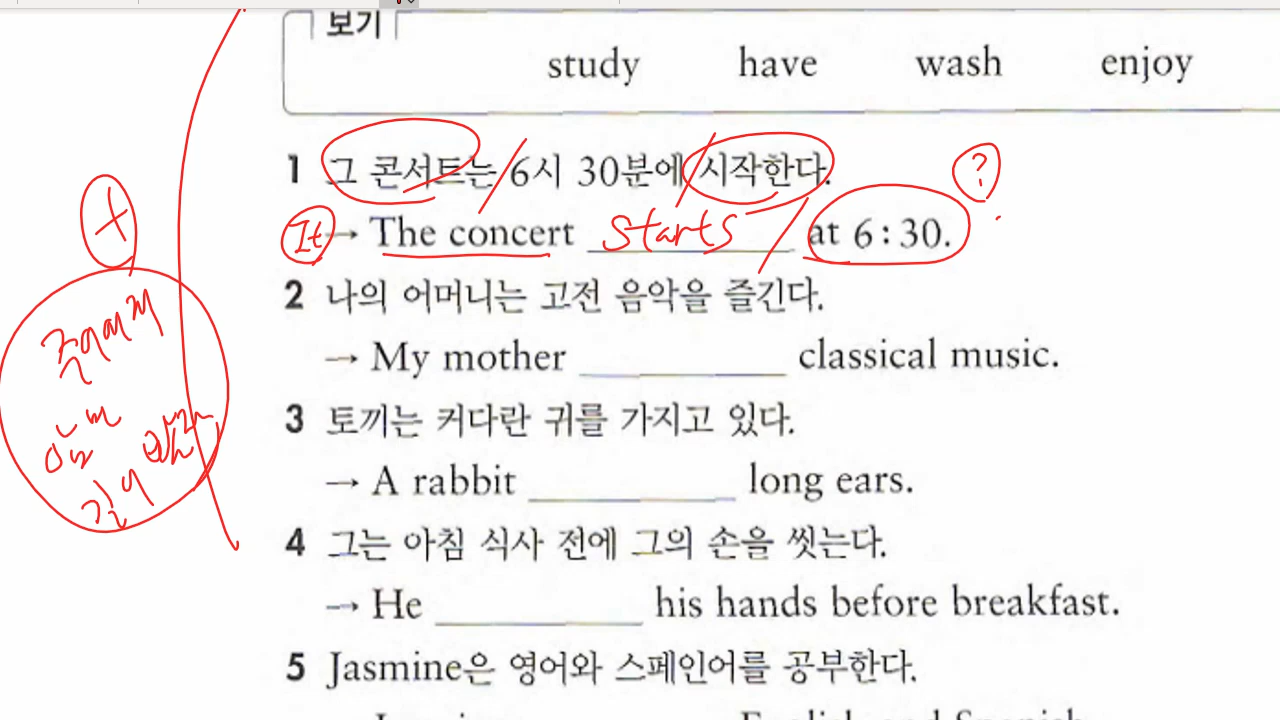 보기
study have wash enjoy
1 그 콘서트는 6시 30분에 시작한다. ?
It → The concert starts at 6:30.
2 나의 어머니는 고전 음악을 즐긴다.
→ My mother ________ classical music.
3 토끼는 커다란 귀를 가지고 있다.
→ A rabbit ________ long ears.
4 그는 아침 식사 전에 그의 손을 씻는다.
→ He ________ his hands before breakfast.
5 Jasmine은 영어와 스페인어를 공부한다.
+